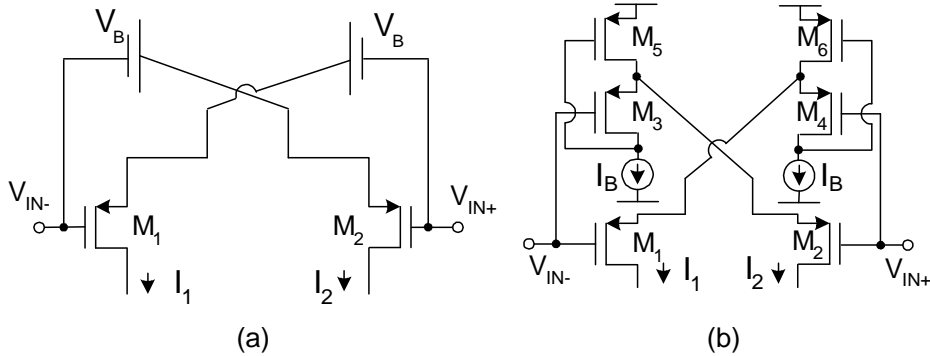 V_B
V_B
V_IN-
M_1
M_2
V_IN+
I_1
I_2
(a)
M_5
M_6
M_3
M_4
I_B
I_B
M_1
M_2
V_IN-
I_1
I_2
V_IN+
(b)